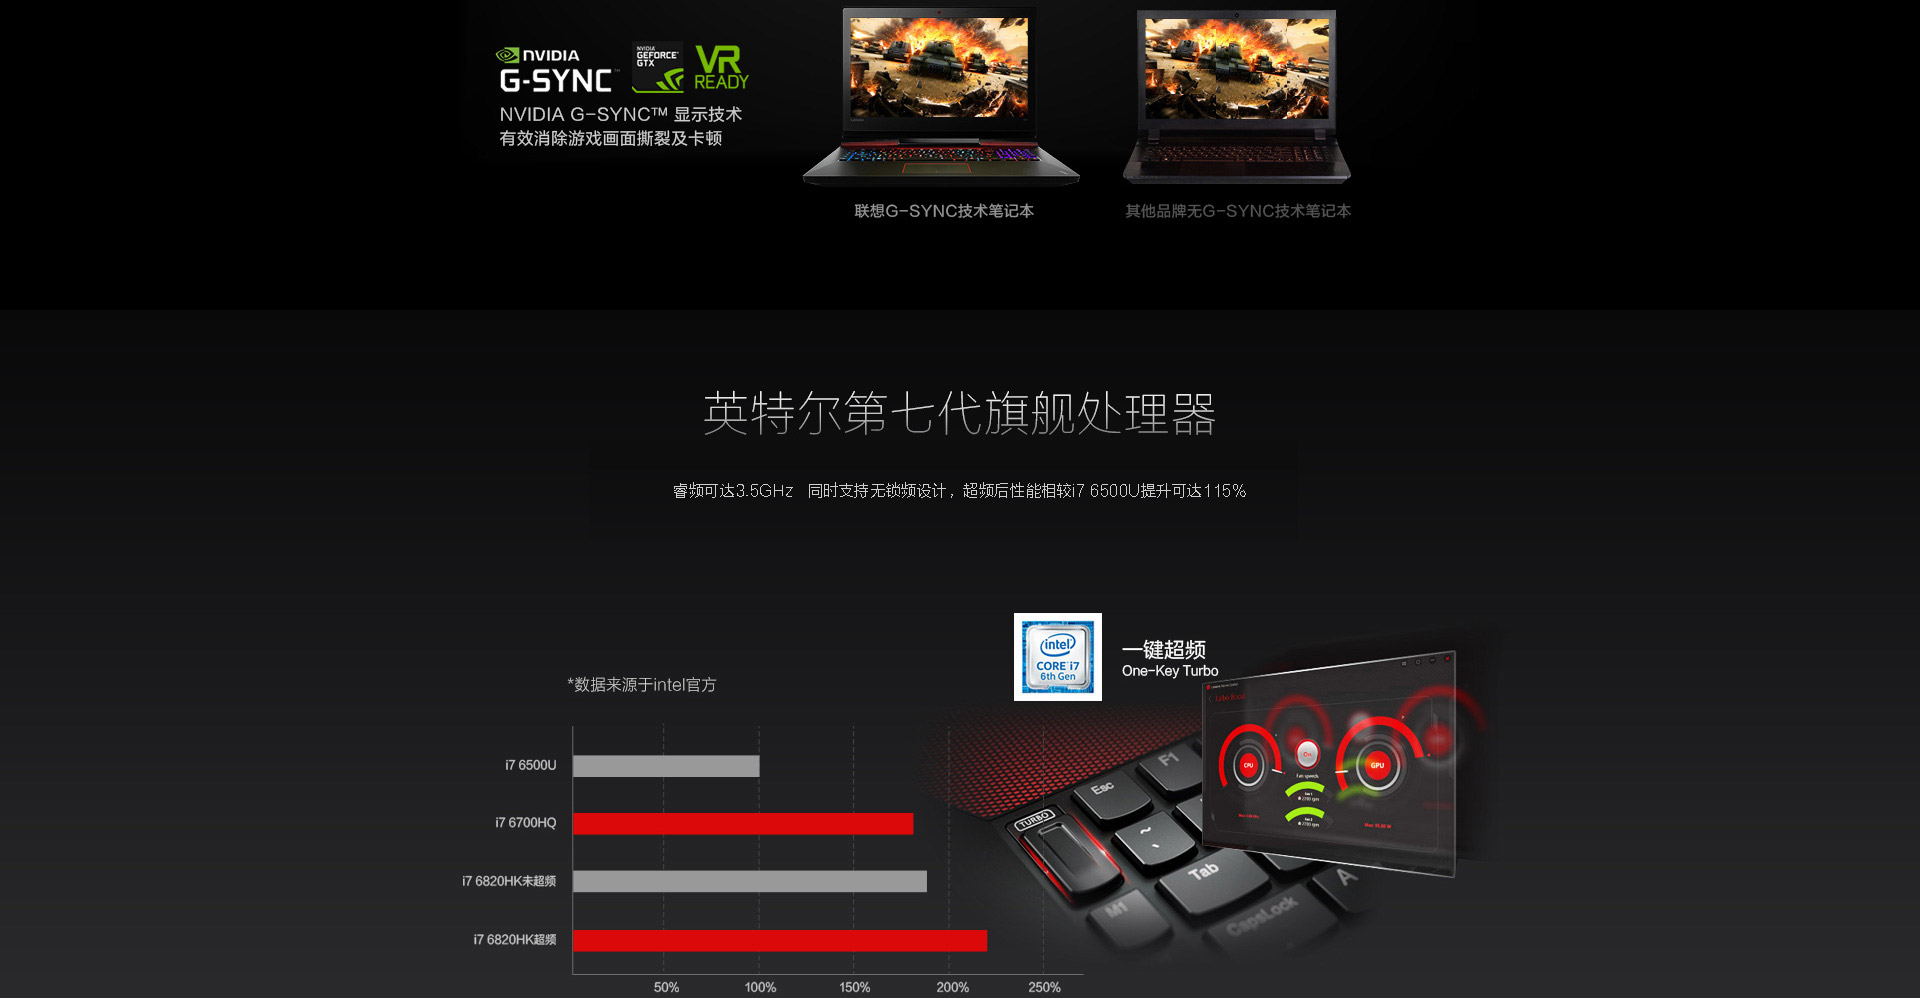 NVIDIA
G-SYNC™
NVIDIA
GEFORCE
GTX
VR
READY
NVIDIA G-SYNC™ 显示技术
有效消除游戏画面撕裂及卡顿
联想G-SYNC技术笔记本
其他品牌无G-SYNC技术笔记本
英特尔第七代旗舰处理器
睿频可达3.5GHz 同时支持无锁频设计，超频后性能相较i7 6500U提升可达115%
intel
CORE i7
6th Gen
一键超频
One-Key Turbo
*数据来源于intel官方
i7 6500U
i7 6700HQ
i7 6820HK未超频
i7 6820HK超频
50% 100% 150% 200% 250%
TURBO
Esc
F1
~
Tab
M1
CapsLock
A
CPU
On
GPU
Fan speeds